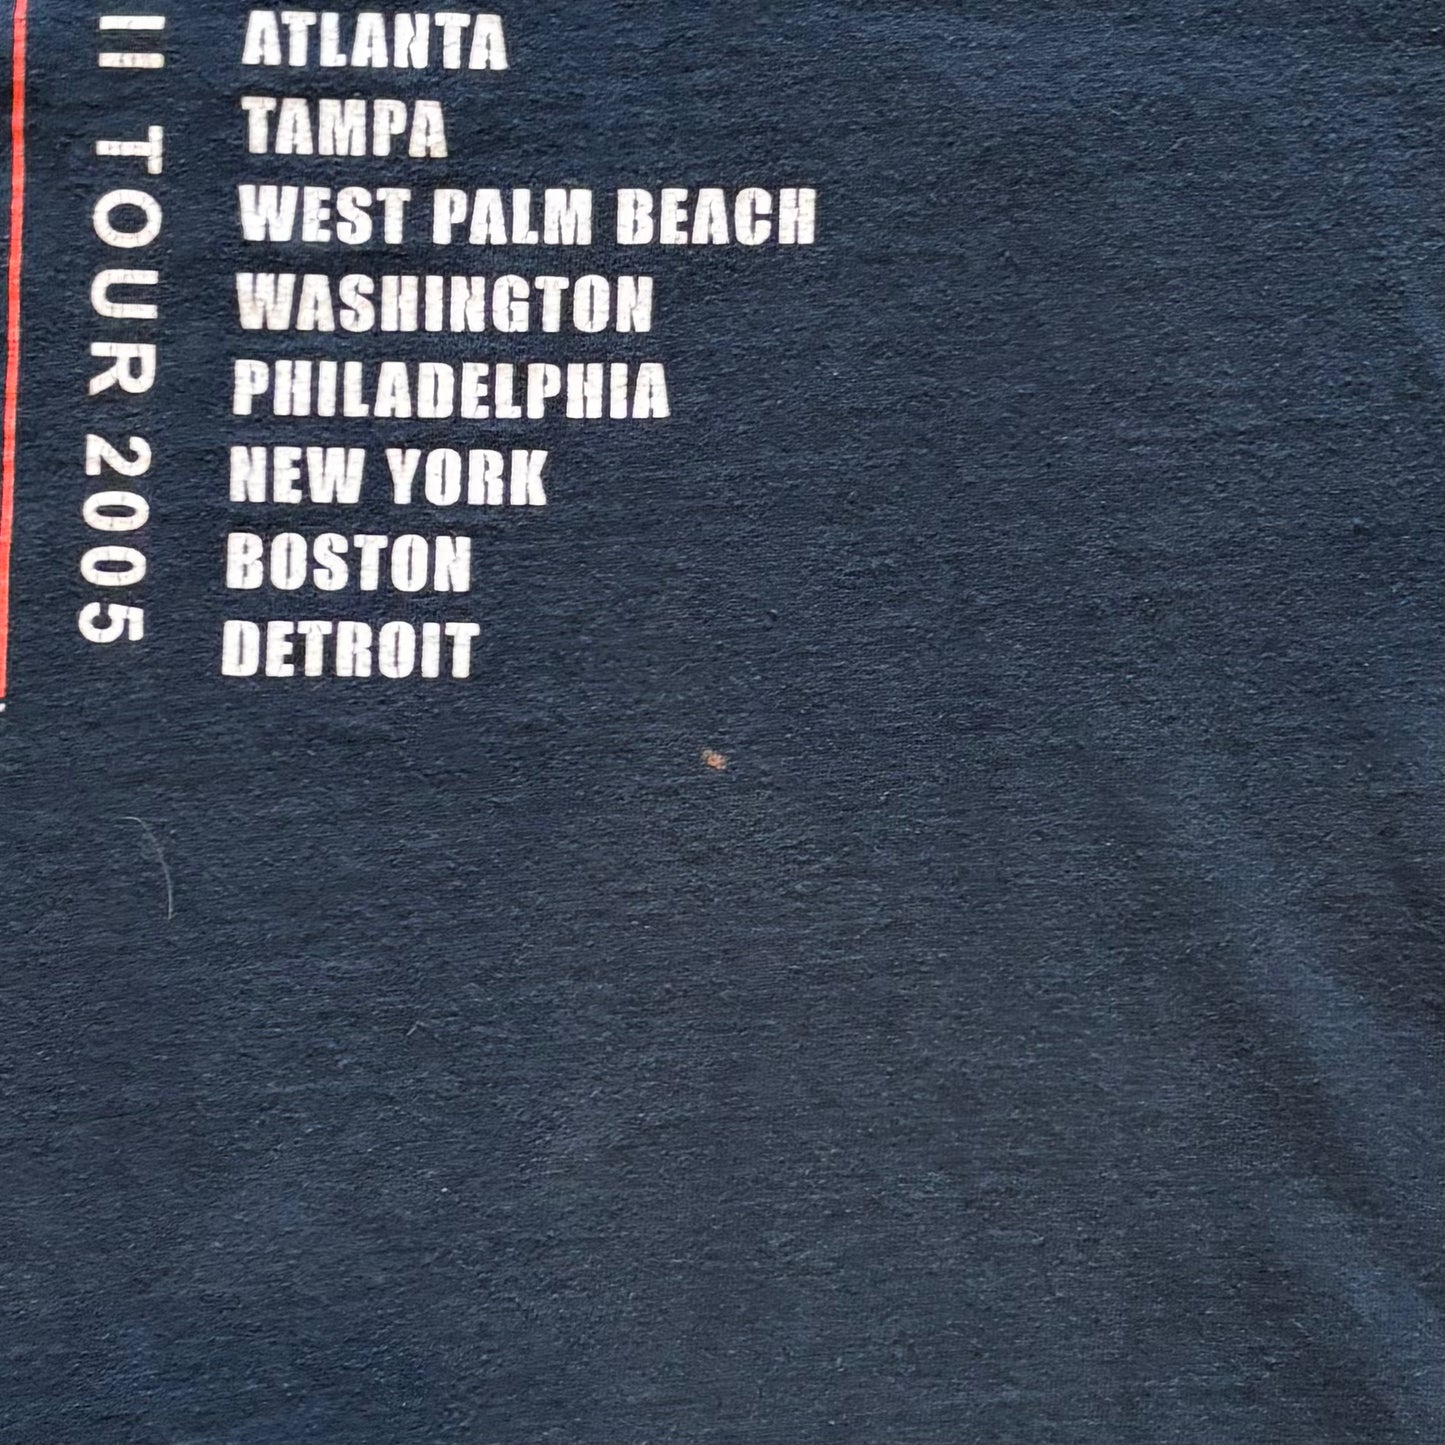 II TOUR 2005
ATLANTA
TAMPA
WEST PALM BEACH
WASHINGTON
PHILADELPHIA
NEW YORK
BOSTON
DETROIT